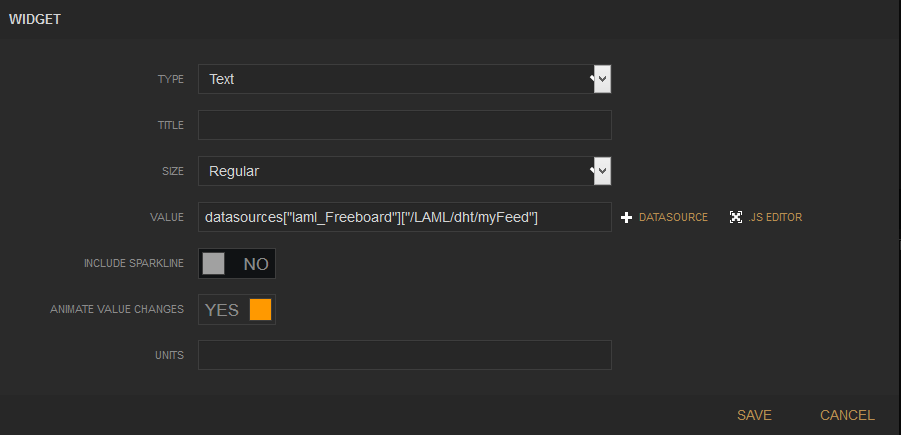 WIDGET
TYPE Text
TITLE
SIZE Regular
VALUE datasources["laml_Freeboard"]["/LAML/dht/myFeed"] DATASOURCE .JS EDITOR
INCLUDE SPARKLINE NO
ANIMATE VALUE CHANGES YES
UNITS
SAVE CANCEL